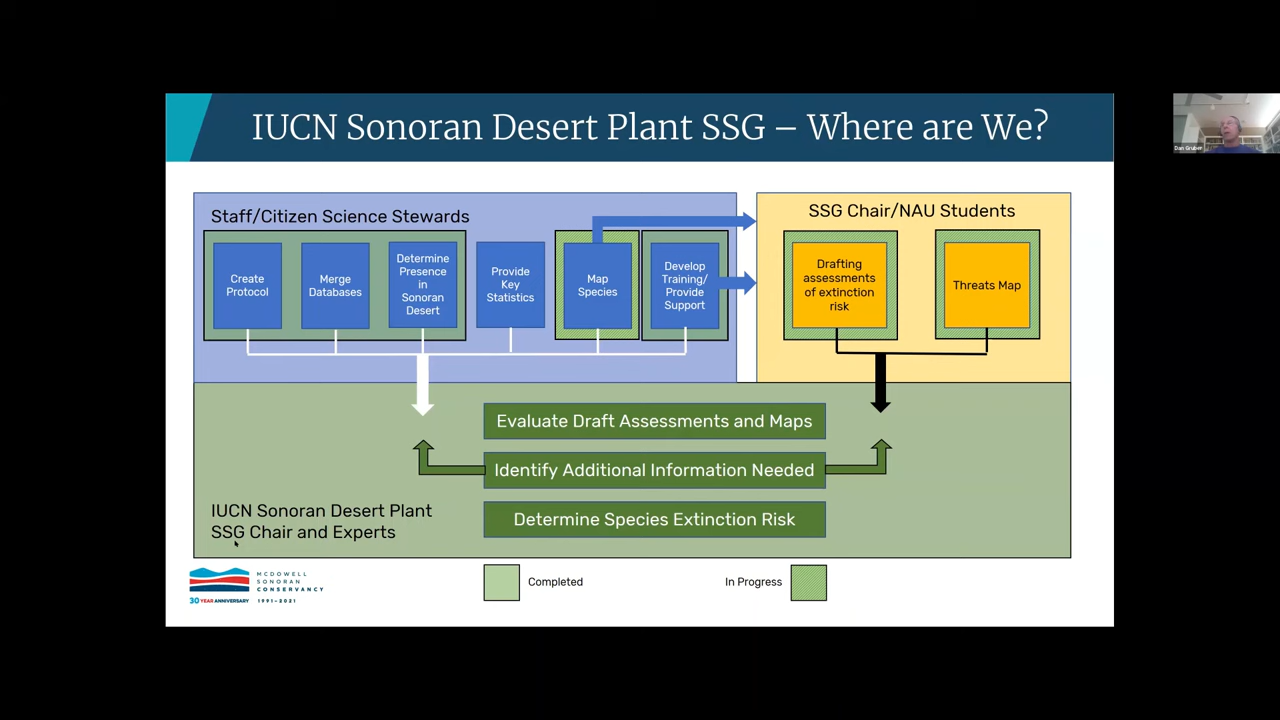 IUCN Sonoran Desert Plant SSG – Where are We?
Dan Gruber
Staff/Citizen Science Stewards
Create
Protocol
Merge
Databases
Determine
Presence
in
Sonoran
Desert
Provide
Key
Statistics
Map
Species
Develop
Training/
Provide
Support
SSG Chair/NAU Students
Drafting
assessments
of extinction
risk
Threats Map
Evaluate Draft Assessments and Maps
Identify Additional Information Needed
Determine Species Extinction Risk
IUCN Sonoran Desert Plant
SSG Chair and Experts
MCDOWELL
SONORAN
CONSERVANCY
30 YEAR ANNIVERSARY 1991-2021
Completed
In Progress